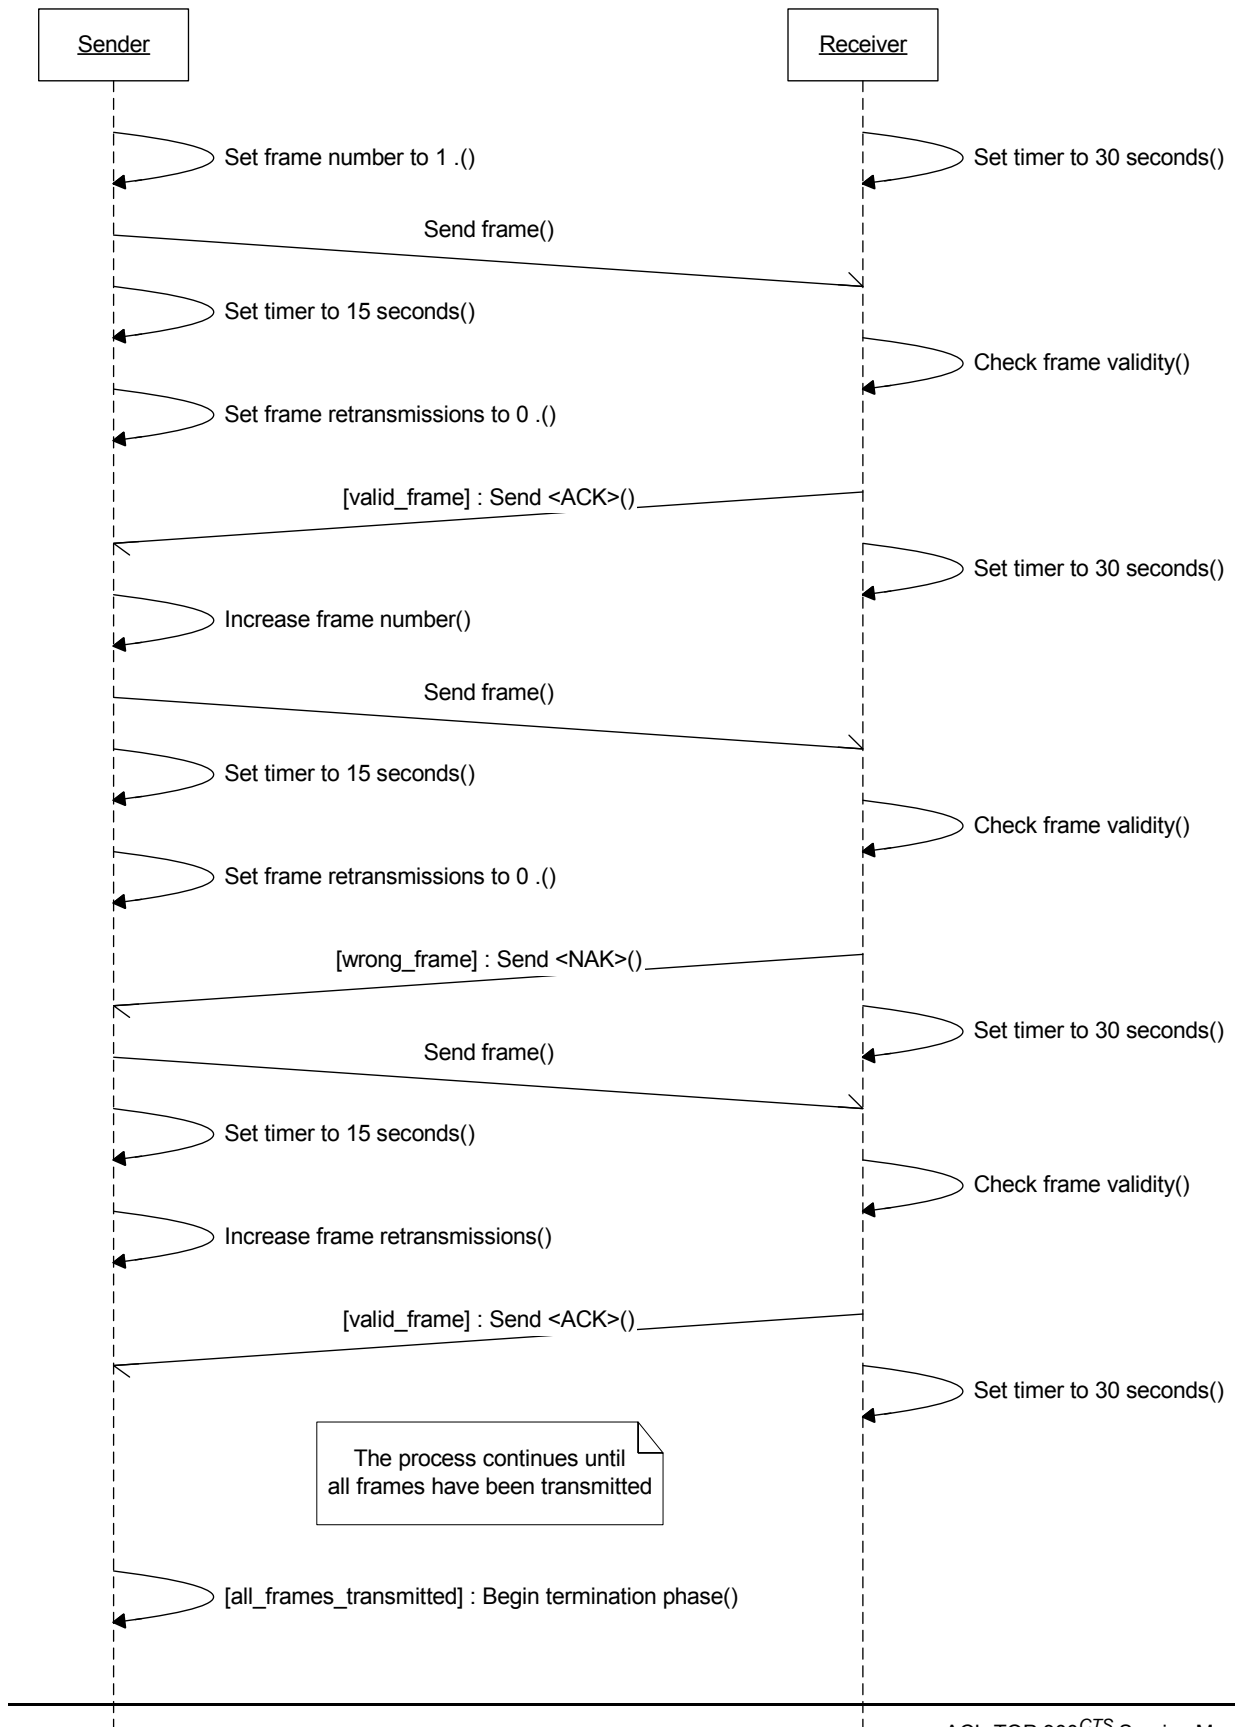 Sender
Receiver
Set frame number to 1 .()
Set timer to 30 seconds()
Send frame()
Set timer to 15 seconds()
Check frame validity()
Set frame retransmissions to 0 .()
[valid_frame] : Send <ACK>()
Set timer to 30 seconds()
Increase frame number()
Send frame()
Set timer to 15 seconds()
Check frame validity()
Set frame retransmissions to 0 .()
[wrong_frame] : Send <NAK>()
Set timer to 30 seconds()
Send frame()
Set timer to 15 seconds()
Check frame validity()
Increase frame retransmissions()
[valid_frame] : Send <ACK>()
Set timer to 30 seconds()
The process continues until
all frames have been transmitted
[all_frames_transmitted] : Begin termination phase()